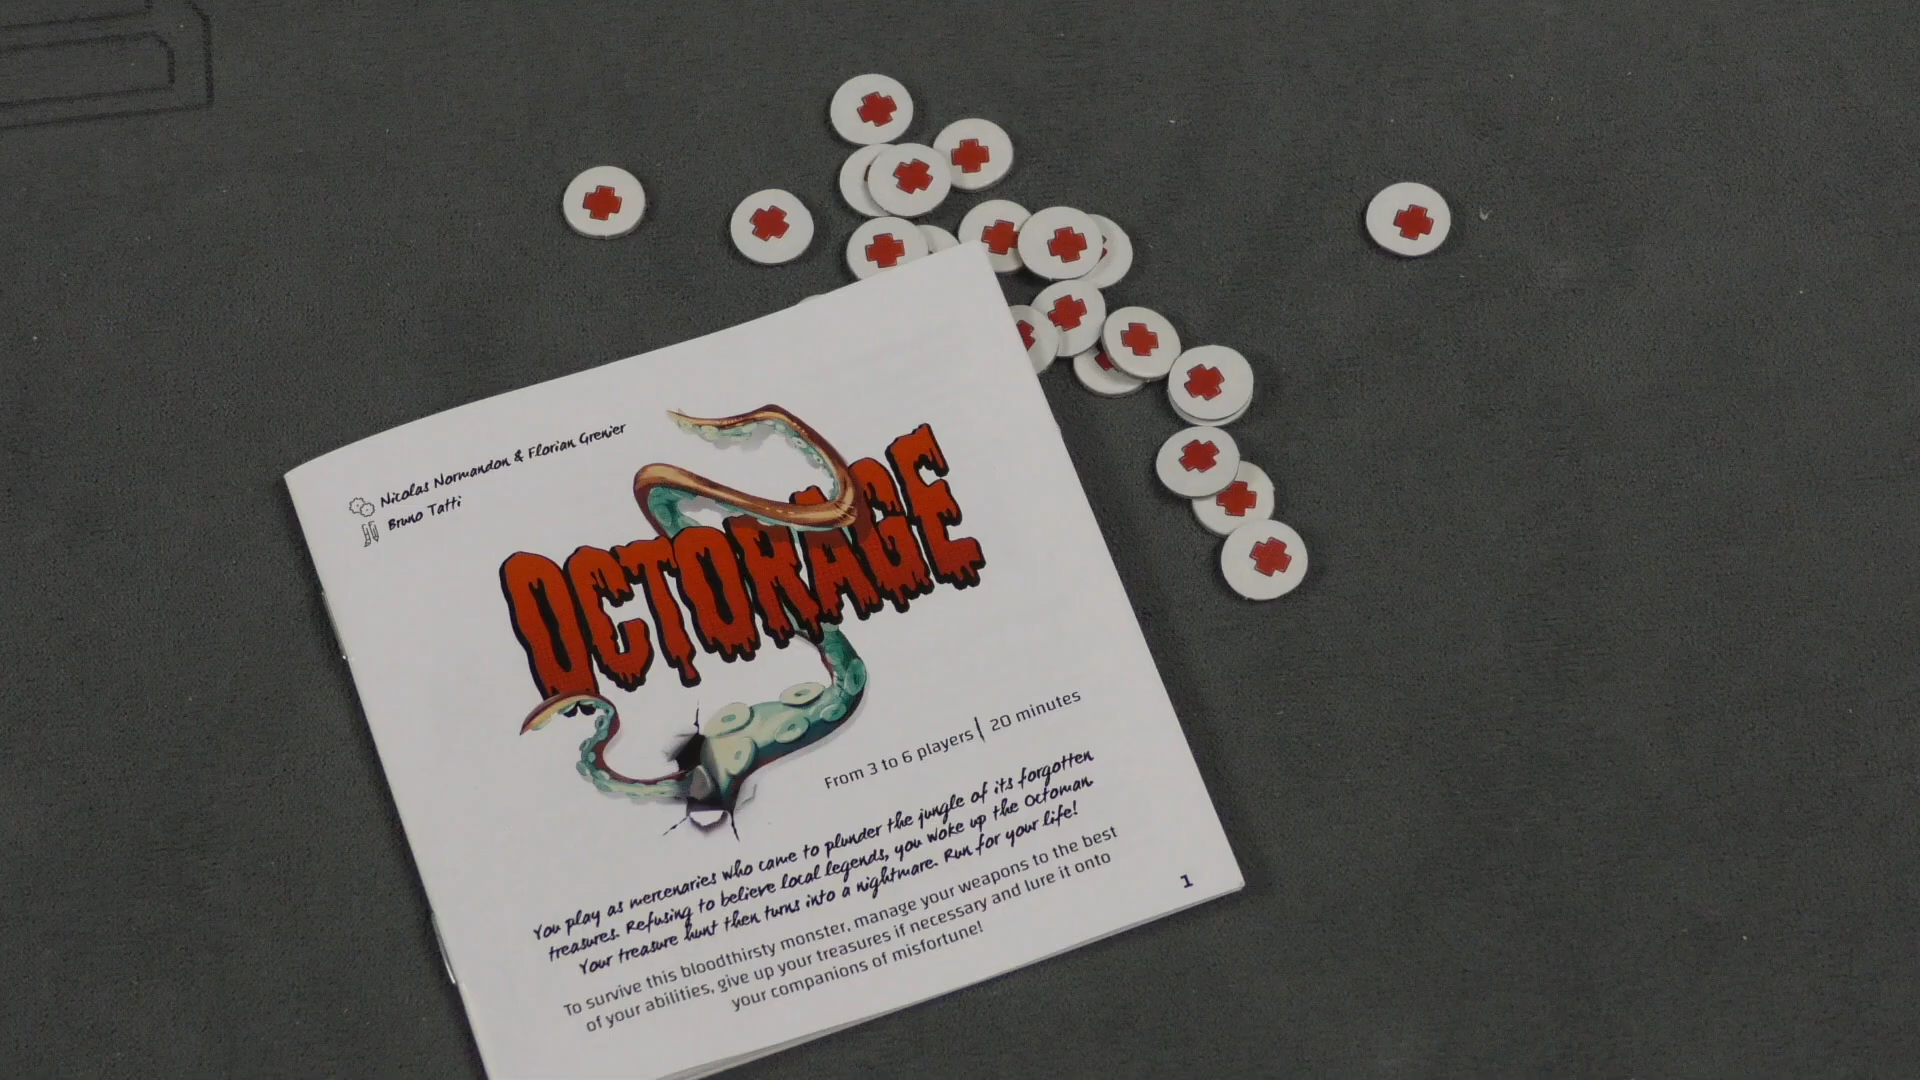 Nicolas Normandon & Florian Grenier
Bruno Tatti
OCTORAGE
From 3 to 6 players | 20 minutes
You play as mercenaries who came to plunder the jungle of its forgotten
treasures. Refusing to believe local legends, you woke up the Octoman.
Your treasure hunt then turns into a nightmare. Run for your life!
To survive this bloodthirsty monster, manage your weapons to the best
of your abilities, give up your treasures if necessary and lure it onto
your companions of misfortune!
1